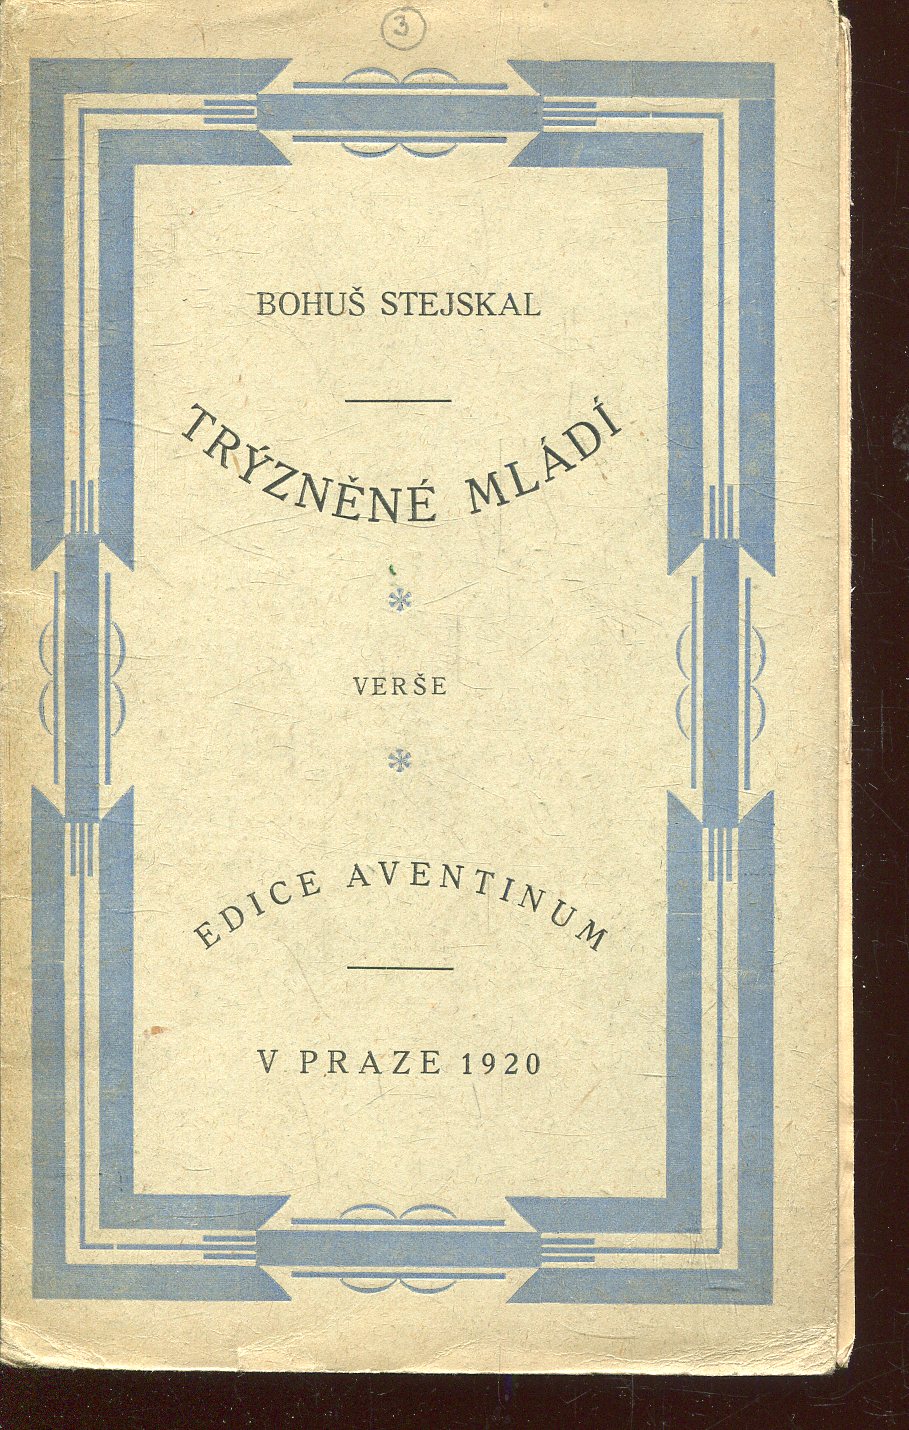 3
BOHUŠ STEJSKAL
TRÝZNĚNÉ MLÁDÍ
*
VERŠE
*
EDICE AVENTINUM
V PRAZE 1920